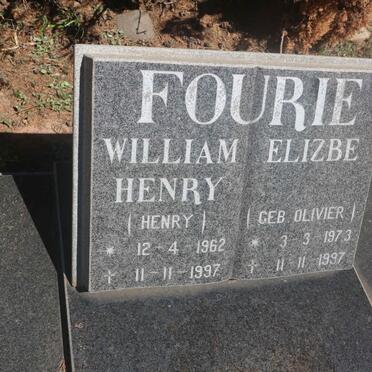 FOURIE
WILLIAM ELIZBE
HENRY
( HENRY ) ( GEB OLIVIER )
* 12-4-1962 * 3-3-1973
+ 11-11-1997 + 11-11-1997